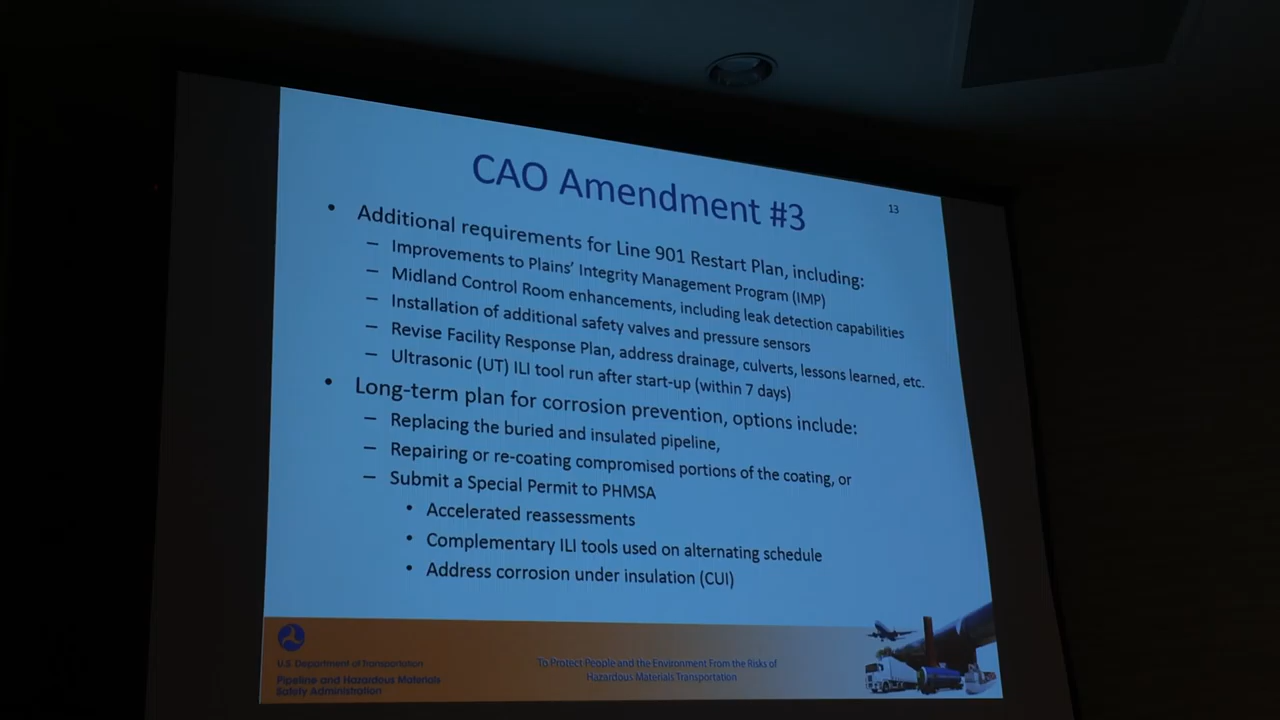 CAO Amendment #3
13
• Additional requirements for Line 901 Restart Plan, including:
– Improvements to Plains' Integrity Management Program (IMP)
– Midland Control Room enhancements, including leak detection capabilities
– Installation of additional safety valves and pressure sensors
– Revise Facility Response Plan, address drainage, culverts, lessons learned, etc.
– Ultrasonic (UT) ILI tool run after start-up (within 7 days)
• Long-term plan for corrosion prevention, options include:
– Replacing the buried and insulated pipeline,
– Repairing or re-coating compromised portions of the coating, or
– Submit a Special Permit to PHMSA
• Accelerated reassessments
• Complementary ILI tools used on alternating schedule
• Address corrosion under insulation (CUI)
U.S. Department of Transportation
Pipeline and Hazardous Materials
Safety Administration
To Protect People and the Environment From the Risks of
Hazardous Materials Transportation